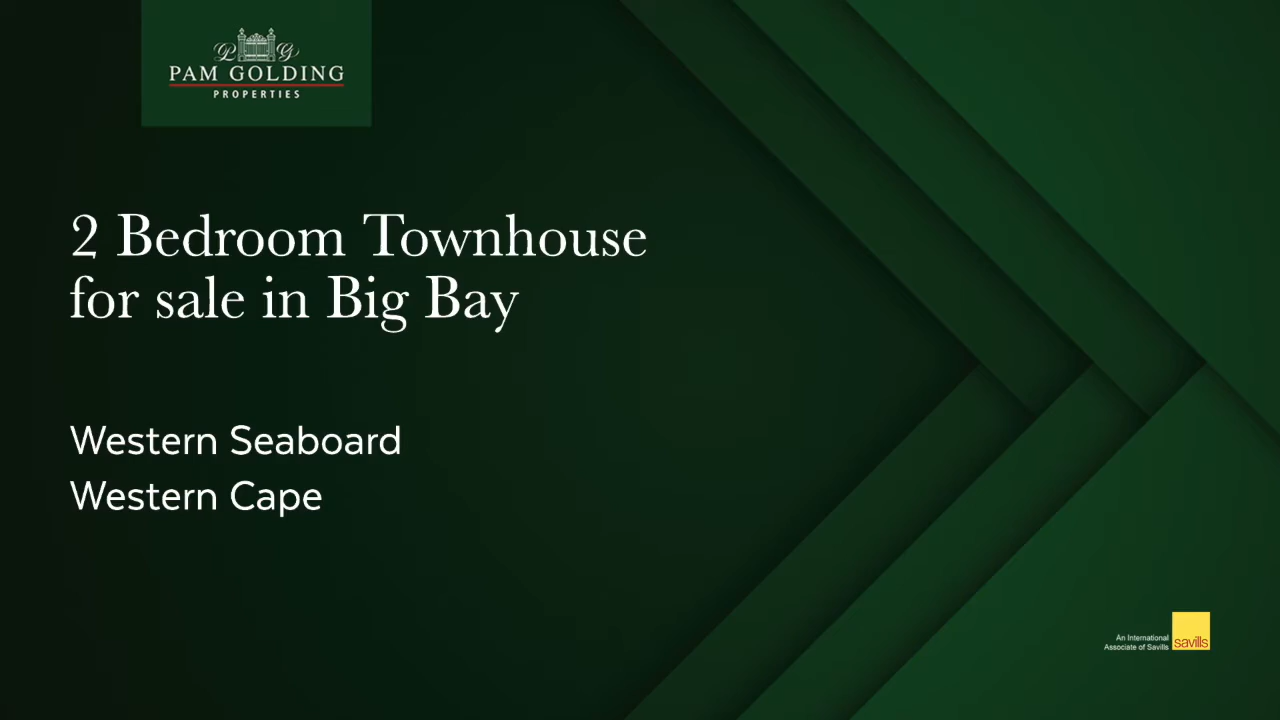 P G
PAM GOLDING
PROPERTIES
2 Bedroom Townhouse
for sale in Big Bay
Western Seaboard
Western Cape
An International
Associate of Savills
savills